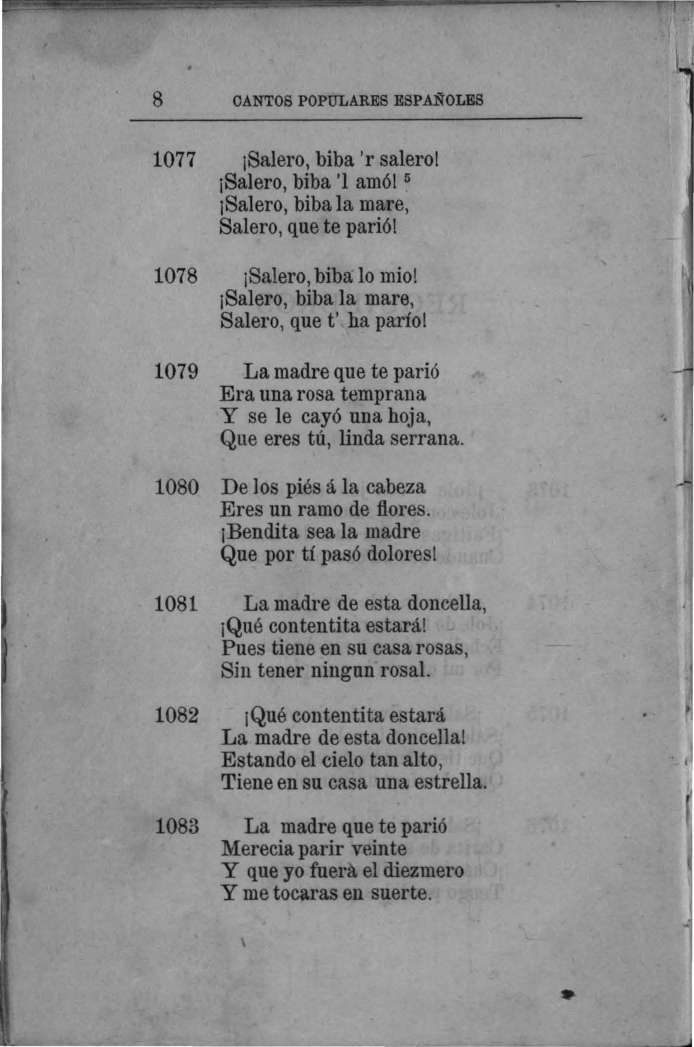 8 CANTOS POPULARES ESPAÑOLES
1077 ¡Salero, biba 'r salero!
¡Salero, biba 'l amó! 5
¡Salero, biba la mare,
Salero, que te parió!
1078 ¡Salero, biba lo mio!
¡Salero, biba la mare,
Salero, que t' ha parío!
1079 La madre que te parió
Era una rosa temprana
Y se le cayó una hoja,
Que eres tú, linda serrana.
1080 De los piés á la cabeza
Eres un ramo de flores.
¡Bendita sea la madre
Que por tí pasó dolores!
1081 La madre de esta doncella,
¡Qué contentita estará!
Pues tiene en su casa rosas,
Sin tener ningun rosal.
1082 ¡Qué contentita estará
La madre de esta doncella!
Estando el cielo tan alto,
Tiene en su casa una estrella.
1083 La madre que te parió
Merecia parir veinte
Y que yo fuerà el diezmero
Y me tocaras en suerte.